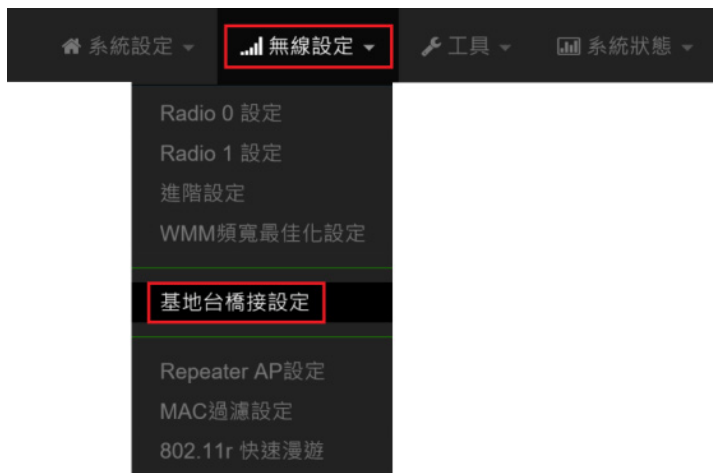 系統設定 無線設定 工具 系統狀態
Radio 0 設定
Radio 1 設定
進階設定
WMM頻寬最佳化設定
基地台橋接設定
Repeater AP設定
MAC過濾設定
802.11r 快速漫遊